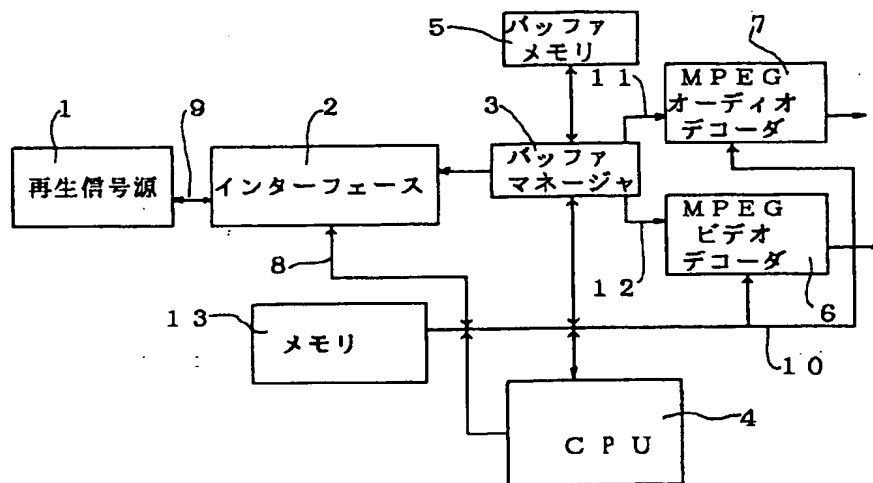 5
バッファ
メモリ
7
MPEG
オーディオ
デコーダ
11
1
9
2
3
再生信号源
インターフェース
バッファ
マネージャ
MPEG
ビデオ
デコーダ
8
12
6
13
メモリ
10
4
CPU